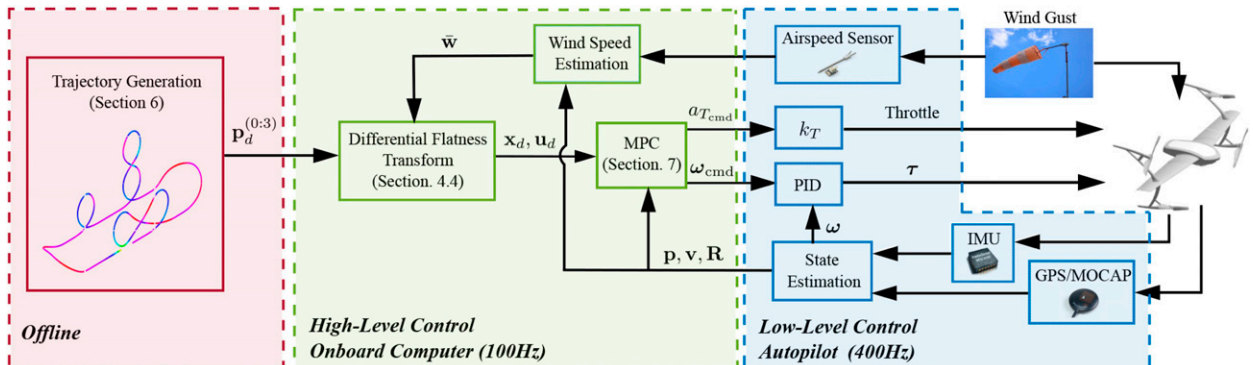 Trajectory Generation
(Section 6)
Offline
𝐩_d^(0:3)
w̄
Wind Speed
Estimation
Differential Flatness
Transform
(Section. 4.4)
𝐱_d, 𝐮_d
MPC
(Section. 7)
a_{T_cmd}
ω_cmd
p, v, R
High-Level Control
Onboard Computer (100Hz)
Airspeed Sensor
k_T
PID
ω
State
Estimation
IMU
GPS/MOCAP
Low-Level Control
Autopilot (400Hz)
Wind Gust
Throttle
τ